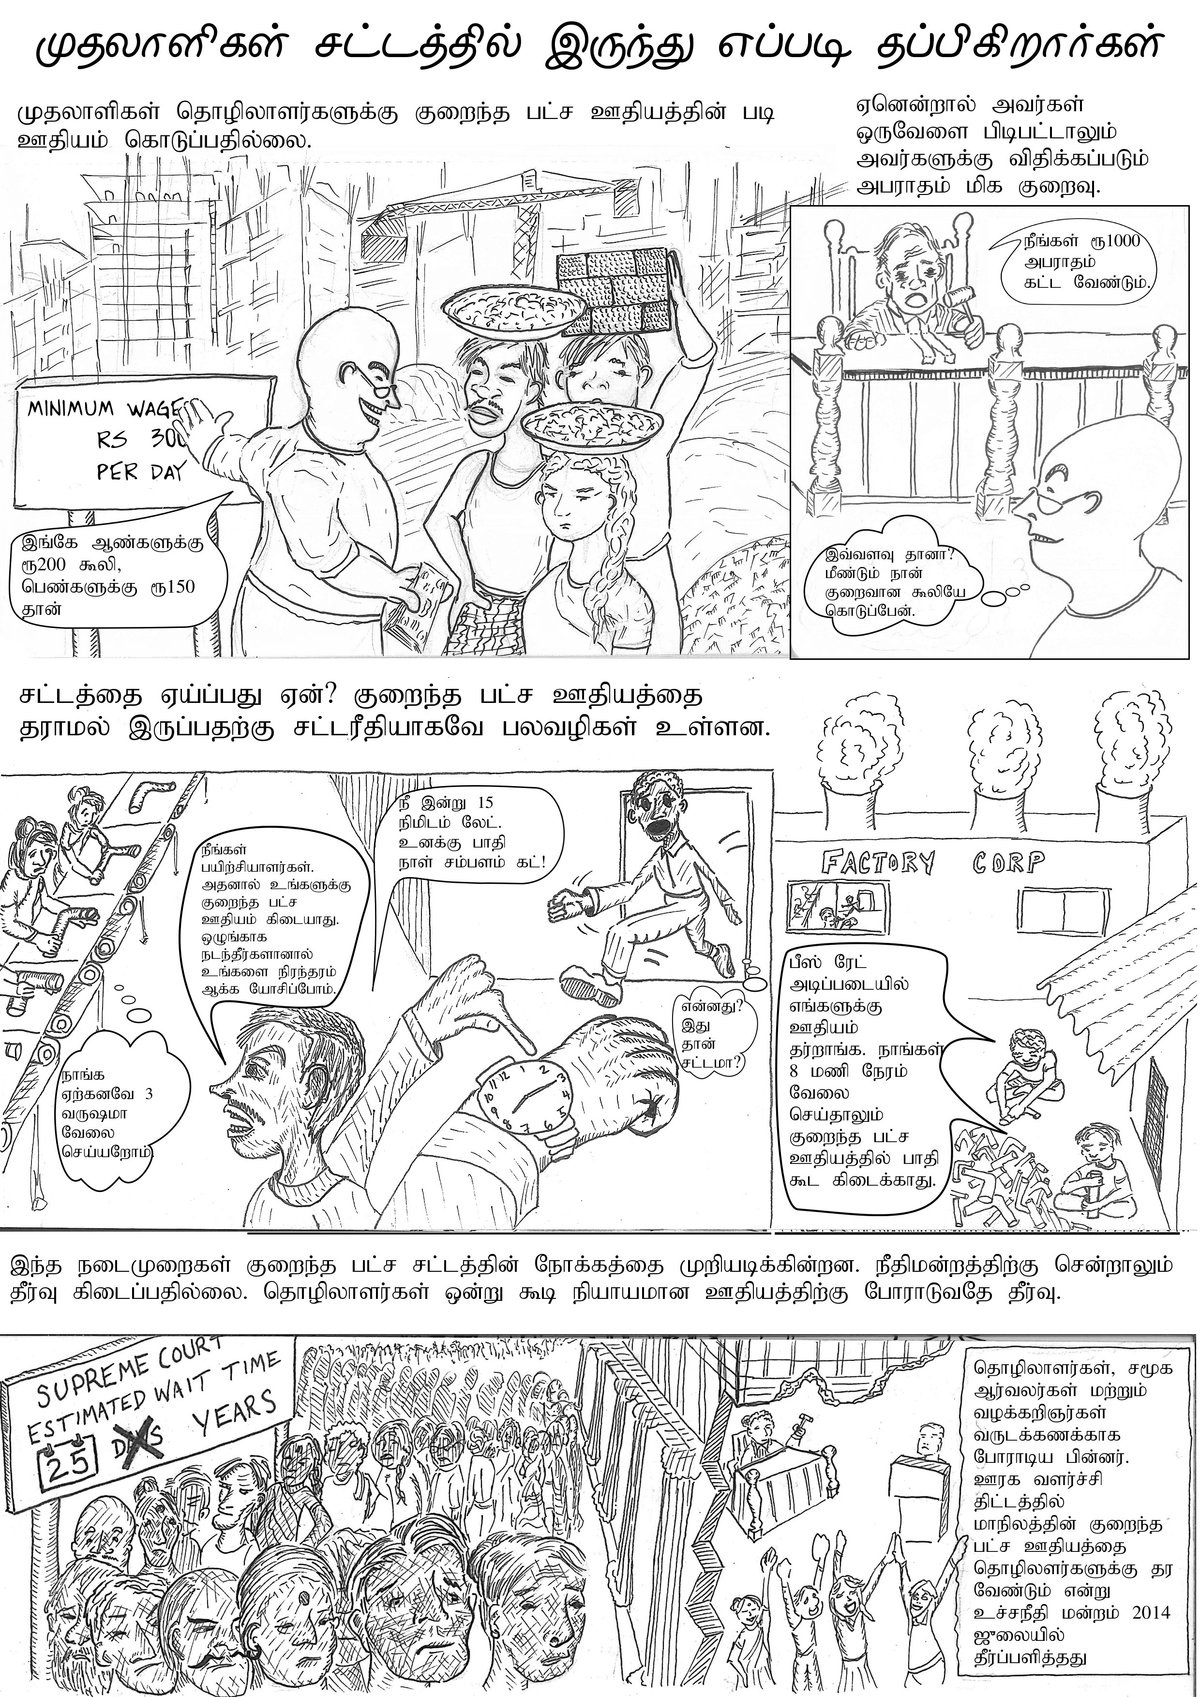 முதலாளிகள் சட்டத்தில் இருந்து எப்படி தப்பிகிறார்கள்
முதலாளிகள் தொழிலாளர்களுக்கு குறைந்த பட்ச ஊதியத்தின் படி
ஊதியம் கொடுப்பதில்லை.
ஏனென்றால் அவர்கள்
ஒருவேளை பிடிபட்டாலும்
அவர்களுக்கு விதிக்கப்படும்
அபராதம் மிக குறைவு.
MINIMUM WAGE
RS 300
PER DAY
இங்கே ஆண்களுக்கு
ரூ200 கூலி,
பெண்களுக்கு ரூ150
தான்
நீங்கள் ரூ1000
அபராதம்
கட்ட வேண்டும்.
இவ்வளவு தானா?
மீண்டும் நான்
குறைவான கூலியே
கொடுப்பேன்.
சட்டத்தை ஏய்ப்பது ஏன்? குறைந்த பட்ச ஊதியத்தை
தராமல் இருப்பதற்கு சட்டரீதியாகவே பலவழிகள் உள்ளன.
நீங்கள்
பயிற்சியாளர்கள்.
அதனால் உங்களுக்கு
குறைந்த பட்ச
ஊதியம் கிடையாது.
ஒழுங்காக
நடந்தீர்களானால்
உங்களை நிரந்தரம்
ஆக்க யோசிப்போம்.
நாங்க
ஏற்கனவே 3
வருஷமா
வேலை
செய்யறோம்
நீ இன்று 15
நிமிடம் லேட்.
உனக்கு பாதி
நாள் சம்பளம் கட்!
என்னது?
இது
தான்
சட்டமா?
FACTORY CORP
பீஸ் ரேட்
அடிப்படையில்
எங்களுக்கு
ஊதியம்
தர்றாங்க. நாங்கள்
8 மணி நேரம்
வேலை
செய்தாலும்
குறைந்த பட்ச
ஊதியத்தில் பாதி
கூட கிடைக்காது.
இந்த நடைமுறைகள் குறைந்த பட்ச சட்டத்தின் நோக்கத்தை முறியடிக்கின்றன. நீதிமன்றத்திற்கு சென்றாலும்
தீர்வு கிடைப்பதில்லை. தொழிலாளர்கள் ஒன்று கூடி நியாயமான ஊதியத்திற்கு போராடுவதே தீர்வு.
SUPREME COURT
ESTIMATED WAIT TIME
25 DAYS YEARS
தொழிலாளர்கள், சமூக
ஆர்வலர்கள் மற்றும்
வழக்கறிஞர்கள்
வருடக்கணக்காக
போராடிய பின்னர்.
ஊரக வளர்ச்சி
திட்டத்தில்
மாநிலத்தின் குறைந்த
பட்ச ஊதியத்தை
தொழிலளர்களுக்கு தர
வேண்டும் என்று
உச்சநீதி மன்றம் 2014
ஜுலையில்
தீர்ப்பளித்தது